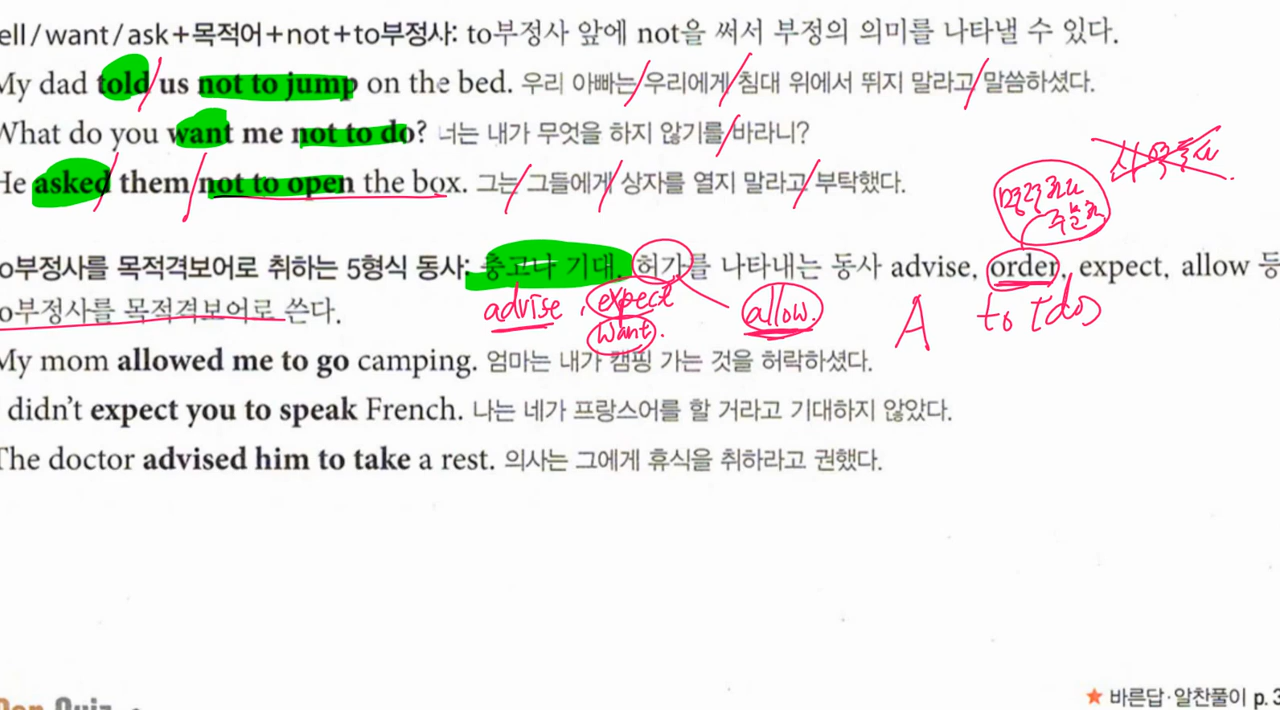 ell/want/ask+목적어+not+to부정사: to부정사 앞에 not을 써서 부정의 의미를 나타낼 수 있다.
My dad told us not to jump on the bed. 우리 아빠는 우리에게 침대 위에서 뛰지 말라고 말씀하셨다.
What do you want me not to do? 너는 내가 무엇을 하지 않기를 바라니?
He asked them not to open the box. 그는 그들에게 상자를 열지 말라고 부탁했다.
사역동사
o부정사를 목적격보어로 취하는 5형식 동사: 충고나 기대, 허가를 나타내는 동사 advise, order, expect, allow 등
o부정사를 목적격보어로 쓴다.
advise, expect allow. A to do
want.
My mom allowed me to go camping. 엄마는 내가 캠핑 가는 것을 허락하셨다.
didn't expect you to speak French. 나는 네가 프랑스어를 할 거라고 기대하지 않았다.
The doctor advised him to take a rest. 의사는 그에게 휴식을 취하라고 권했다.
★ 바른답·알찬풀이 p.3